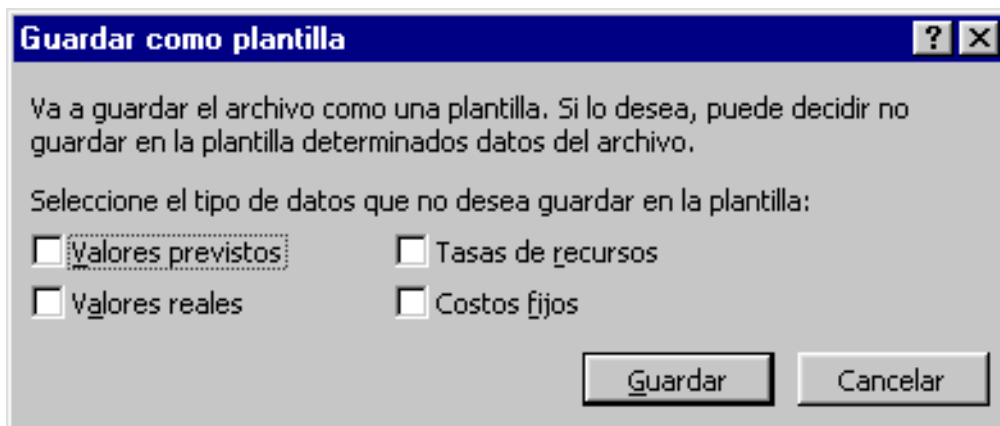 Guardar como plantilla
Va a guardar el archivo como una plantilla. Si lo desea, puede decidir no
guardar en la plantilla determinados datos del archivo.
Seleccione el tipo de datos que no desea guardar en la plantilla:
Valores previstos Tasas de recursos
Valores reales Costos fijos
Guardar Cancelar